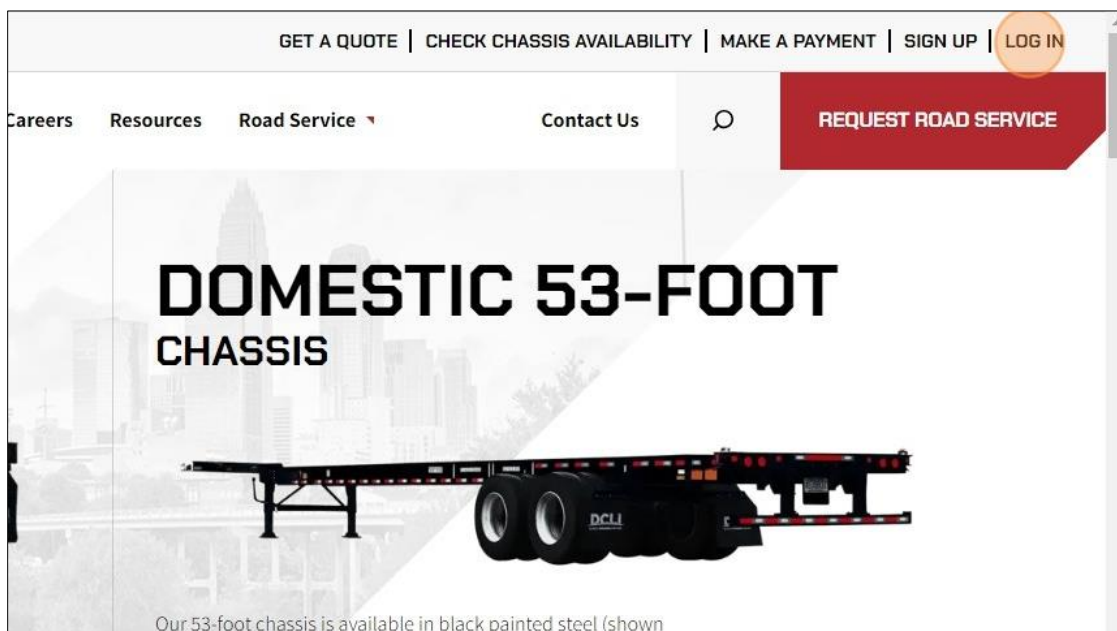 GET A QUOTE | CHECK CHASSIS AVAILABILITY | MAKE A PAYMENT | SIGN UP | LOG IN
Careers Resources Road Service Contact Us REQUEST ROAD SERVICE
DOMESTIC 53-FOOT
CHASSIS
DCLI
Our 53-foot chassis is available in black painted steel (shown